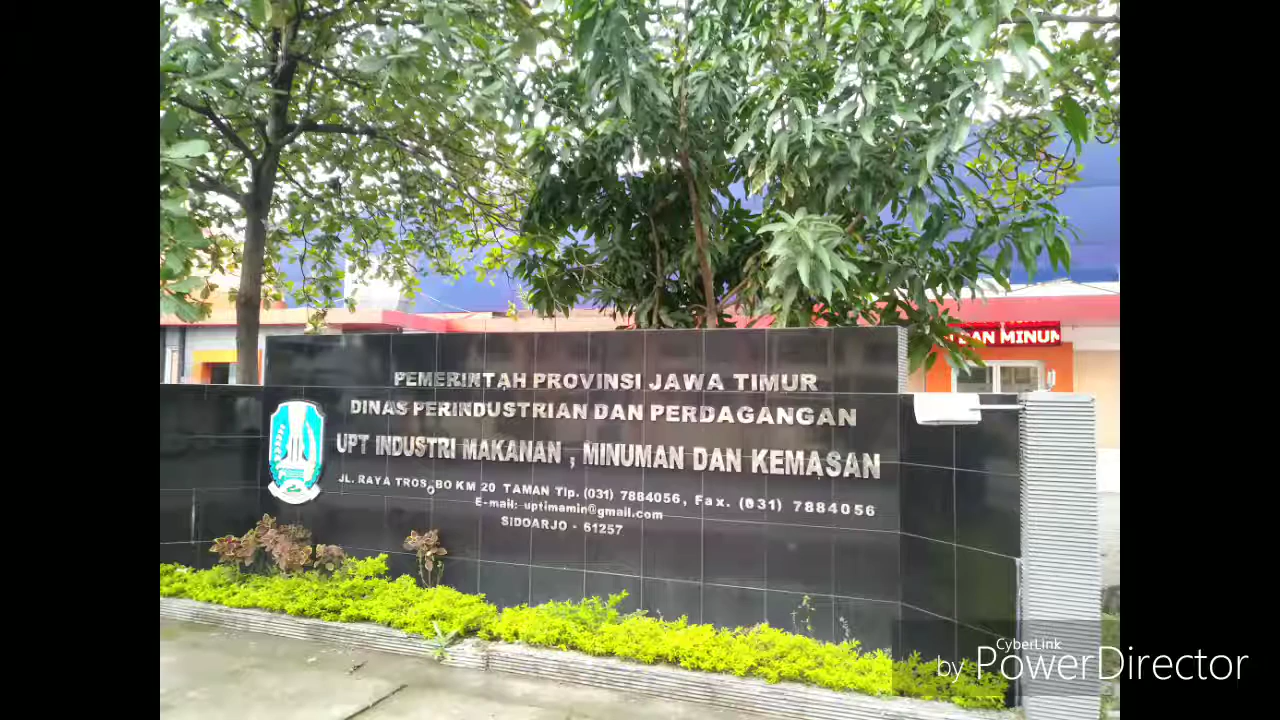 PEMERINTAH PROVINSI JAWA TIMUR
DINAS PERINDUSTRIAN DAN PERDAGANGAN
UPT INDUSTRI MAKANAN , MINUMAN DAN KEMASAN
JL. RAYA TROSOBO KM 20 TAMAN Tlp. (031) 7884056, Fax. (031) 7884056
E-mail: uptimamin@gmail.com
SIDOARJO - 61257
DAN MINUM
by CyberLink PowerDirector